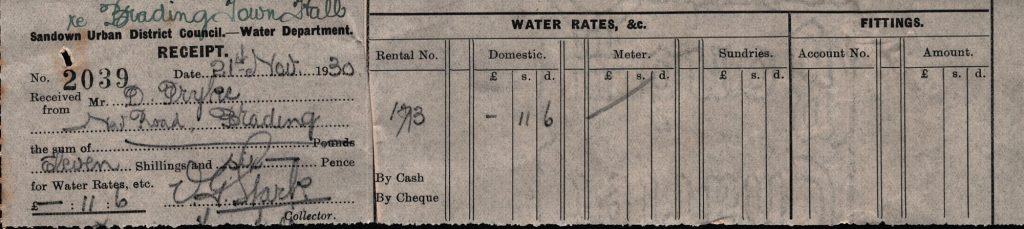 re Brading Town Hall
Sandown Urban District Council.—Water Department.
RECEIPT.
No. 2039 Date 21st Nov 1930
Received from Mr. D. Pryke
New Road, Brading
the sum of Pounds
Eleven Shillings and six Pence
for Water Rates, etc.
£ — : 11 : 6
Collector.
WATER RATES, &c. FITTINGS.
Rental No. Domestic. Meter. Sundries. Account No. Amount.
£ s. d. £ s. d. £ s. d. £ s. d.
- 11 6
By Cash
By Cheque